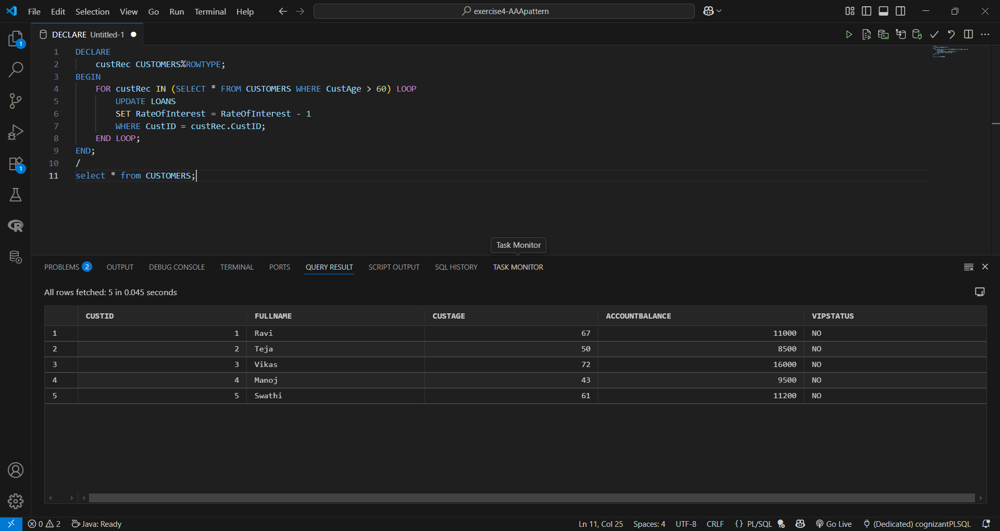 File Edit Selection View Go Run Terminal Help exercise4-AAApattern
DECLARE Untitled-1
1 DECLARE
2 custRec CUSTOMERS%ROWTYPE;
3 BEGIN
4 FOR custRec IN (SELECT * FROM CUSTOMERS WHERE CustAge > 60) LOOP
5 UPDATE LOANS
6 SET RateOfInterest = RateOfInterest - 1
7 WHERE CustID = custRec.CustID;
8 END LOOP;
9 END;
10 /
11 select * from CUSTOMERS;
1
1
Task Monitor
PROBLEMS 2 OUTPUT DEBUG CONSOLE TERMINAL PORTS QUERY RESULT SCRIPT OUTPUT SQL HISTORY TASK MONITOR
All rows fetched: 5 in 0.045 seconds
CUSTID FULLNAME CUSTAGE ACCOUNTBALANCE VIPSTATUS
1 1 Ravi 67 11000 NO
2 2 Teja 50 8500 NO
3 3 Vikas 72 16000 NO
4 4 Manoj 43 9500 NO
5 5 Swathi 61 11200 NO
0 2 Java: Ready Ln 11, Col 25 Spaces: 4 UTF-8 CRLF {} PL/SQL Go Live (Dedicated) cognizantPLSQL